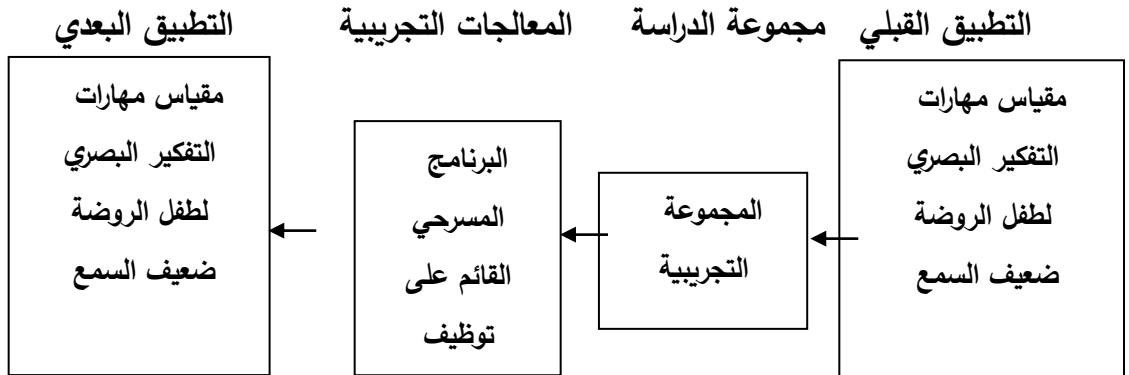 التطبيق القبلي مجموعة الدراسة المعالجات التجريبية التطبيق البعدي
مقياس مهارات
التفكير البصري
لطفل الروضة
ضعيف السمع
المجموعة
التجريبية
البرنامج
المسرحي
القائم على
توظيف
مقياس مهارات
التفكير البصري
لطفل الروضة
ضعيف السمع